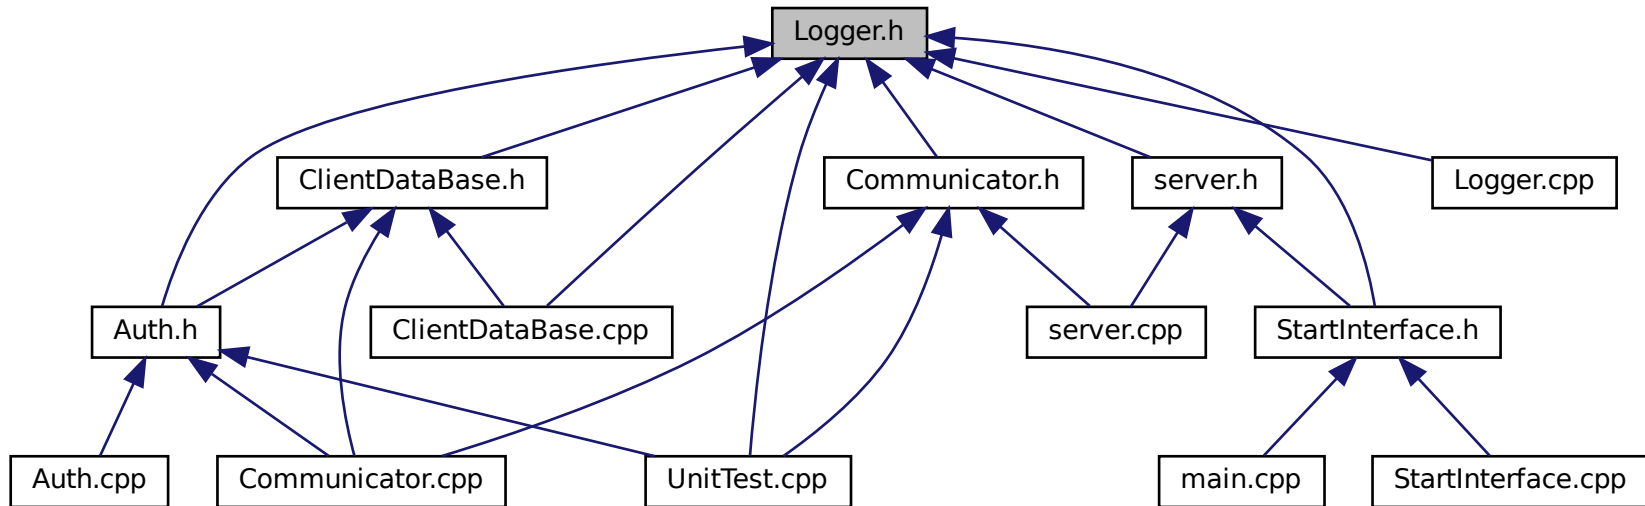 Logger.h
ClientDataBase.h
Communicator.h
server.h
Logger.cpp
Auth.h
ClientDataBase.cpp
server.cpp
StartInterface.h
Auth.cpp
Communicator.cpp
UnitTest.cpp
main.cpp
StartInterface.cpp